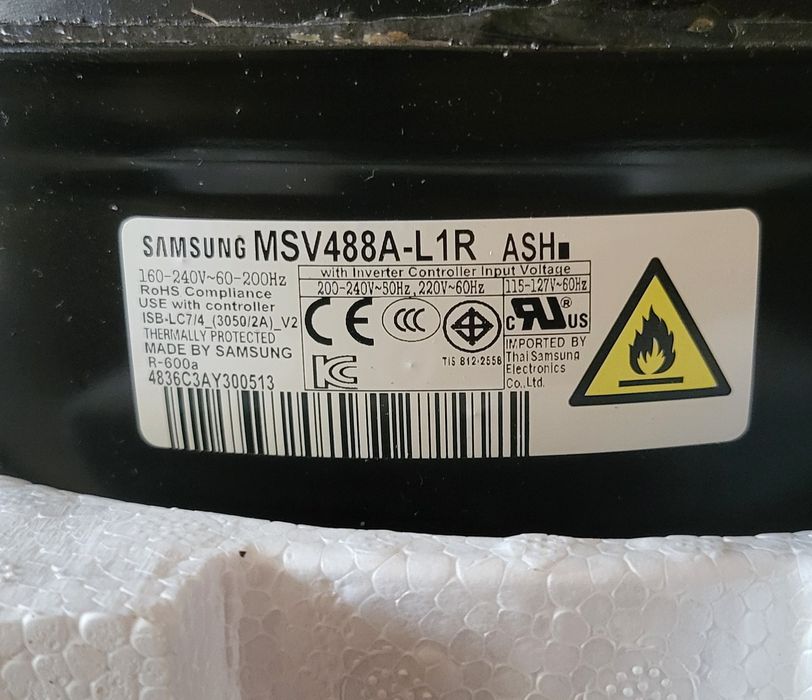 SAMSUNG MSV488A-L1R ASH■
160-240V~60-200Hz
RoHS Compliance
USE with controller
ISB-LC7/4_(3050/2A)_V2
THERMALLY PROTECTED
MADE BY SAMSUNG
R-600a
4836C3AY300513
with Inverter Controller Input Voltage
200-240V~50Hz,220V~60Hz
115-127V~60Hz
CE
CCC
TIS 812-2558
KC
c RU ® US
IMPORTED BY
Thai Samsung
Electronics
Co.,Ltd.